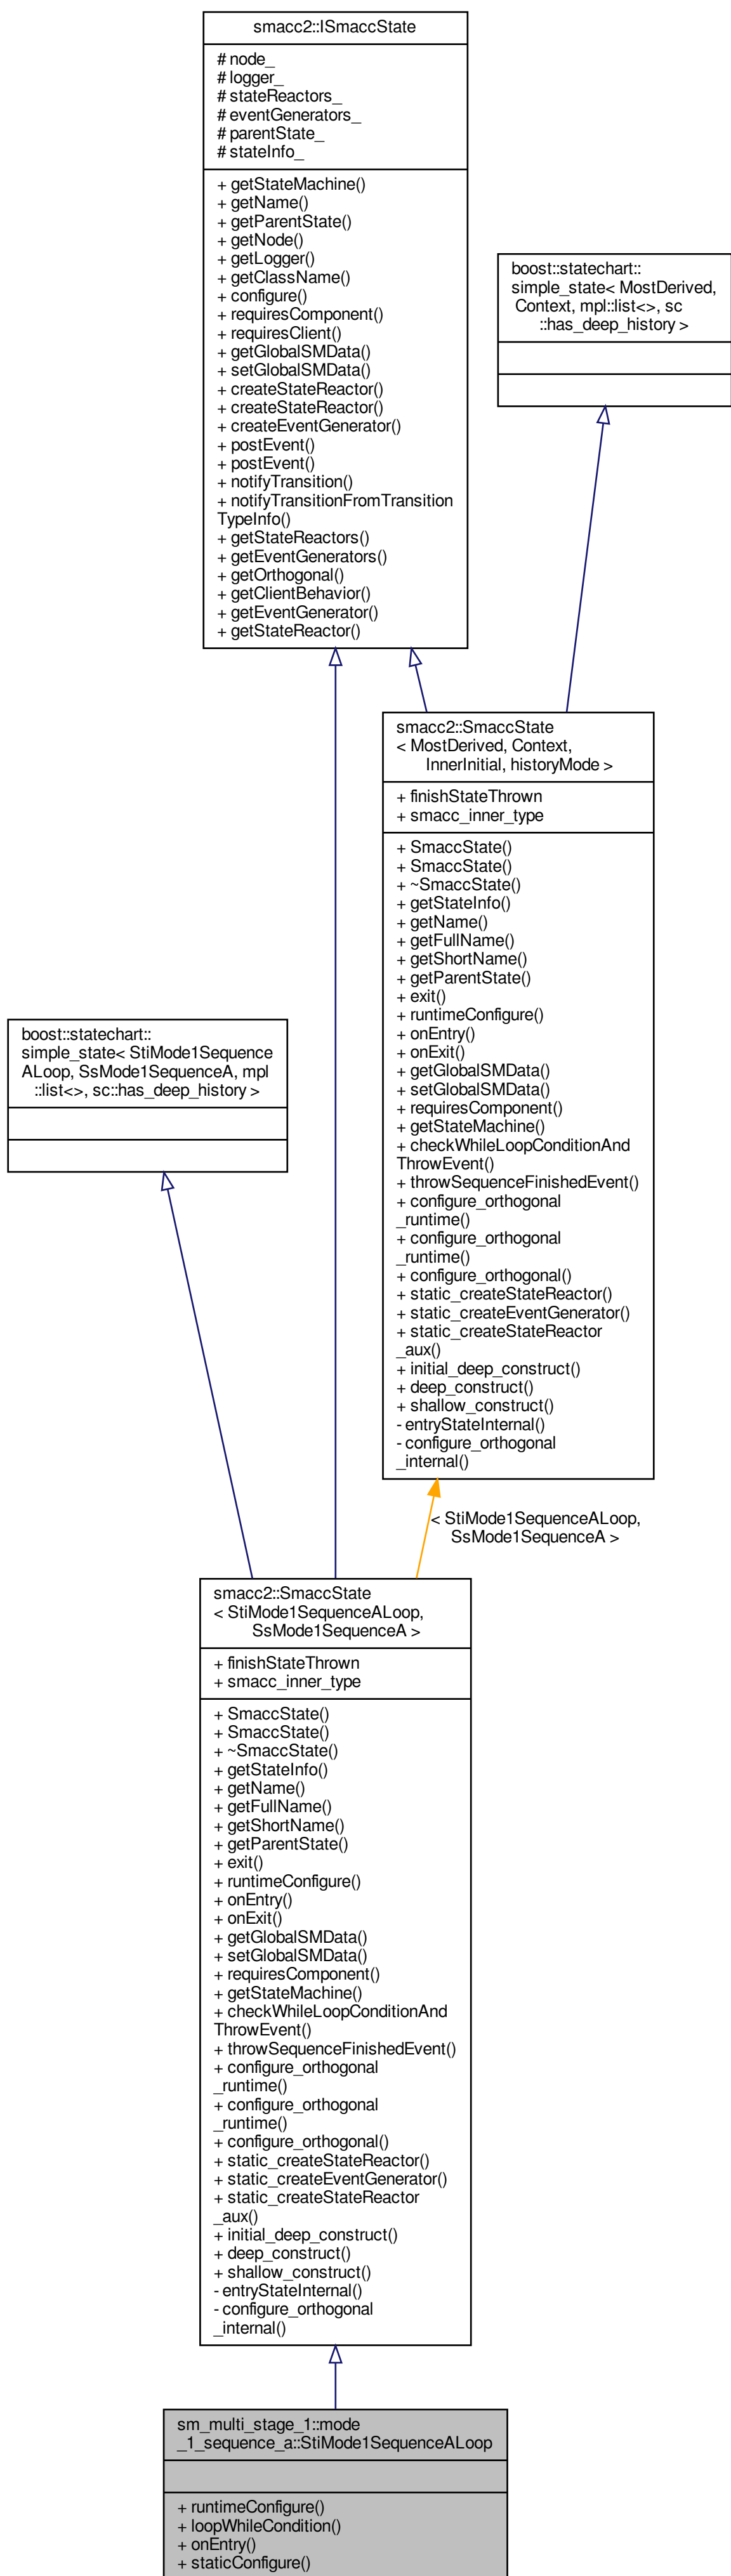 smacc2::ISmaccState
# node_
# logger_
# stateReactors_
# eventGenerators_
# parentState_
# stateInfo_
+ getStateMachine()
+ getName()
+ getParentState()
+ getNode()
+ getLogger()
+ getClassName()
+ configure()
+ requiresComponent()
+ requiresClient()
+ getGlobalSMData()
+ setGlobalSMData()
+ createStateReactor()
+ createStateReactor()
+ createEventGenerator()
+ postEvent()
+ postEvent()
+ notifyTransition()
+ notifyTransitionFromTransition
TypeInfo()
+ getStateReactors()
+ getEventGenerators()
+ getOrthogonal()
+ getClientBehavior()
+ getEventGenerator()
+ getStateReactor()
boost::statechart::
simple_state< MostDerived,
Context, mpl::list<>, sc
::has_deep_history >
smacc2::SmaccState
< MostDerived, Context,
InnerInitial, historyMode >
+ finishStateThrown
+ smacc_inner_type
+ SmaccState()
+ SmaccState()
+ ~SmaccState()
+ getStateInfo()
+ getName()
+ getFullName()
+ getShortName()
+ getParentState()
+ exit()
+ runtimeConfigure()
+ onEntry()
+ onExit()
+ getGlobalSMData()
+ setGlobalSMData()
+ requiresComponent()
+ getStateMachine()
+ checkWhileLoopConditionAnd
ThrowEvent()
+ throwSequenceFinishedEvent()
+ configure_orthogonal
_runtime()
+ configure_orthogonal
_runtime()
+ configure_orthogonal()
+ static_createStateReactor()
+ static_createEventGenerator()
+ static_createStateReactor
_aux()
+ initial_deep_construct()
+ deep_construct()
+ shallow_construct()
- entryStateInternal()
- configure_orthogonal
_internal()
boost::statechart::
simple_state< StiMode1Sequence
ALoop, SsMode1SequenceA, mpl
::list<>, sc::has_deep_history >
< StiMode1SequenceALoop,
SsMode1SequenceA >
smacc2::SmaccState
< StiMode1SequenceALoop,
SsMode1SequenceA >
+ finishStateThrown
+ smacc_inner_type
+ SmaccState()
+ SmaccState()
+ ~SmaccState()
+ getStateInfo()
+ getName()
+ getFullName()
+ getShortName()
+ getParentState()
+ exit()
+ runtimeConfigure()
+ onEntry()
+ onExit()
+ getGlobalSMData()
+ setGlobalSMData()
+ requiresComponent()
+ getStateMachine()
+ checkWhileLoopConditionAnd
ThrowEvent()
+ throwSequenceFinishedEvent()
+ configure_orthogonal
_runtime()
+ configure_orthogonal
_runtime()
+ configure_orthogonal()
+ static_createStateReactor()
+ static_createEventGenerator()
+ static_createStateReactor
_aux()
+ initial_deep_construct()
+ deep_construct()
+ shallow_construct()
- entryStateInternal()
- configure_orthogonal
_internal()
sm_multi_stage_1::mode
_1_sequence_a::StiMode1SequenceALoop
+ runtimeConfigure()
+ loopWhileCondition()
+ onEntry()
+ staticConfigure()